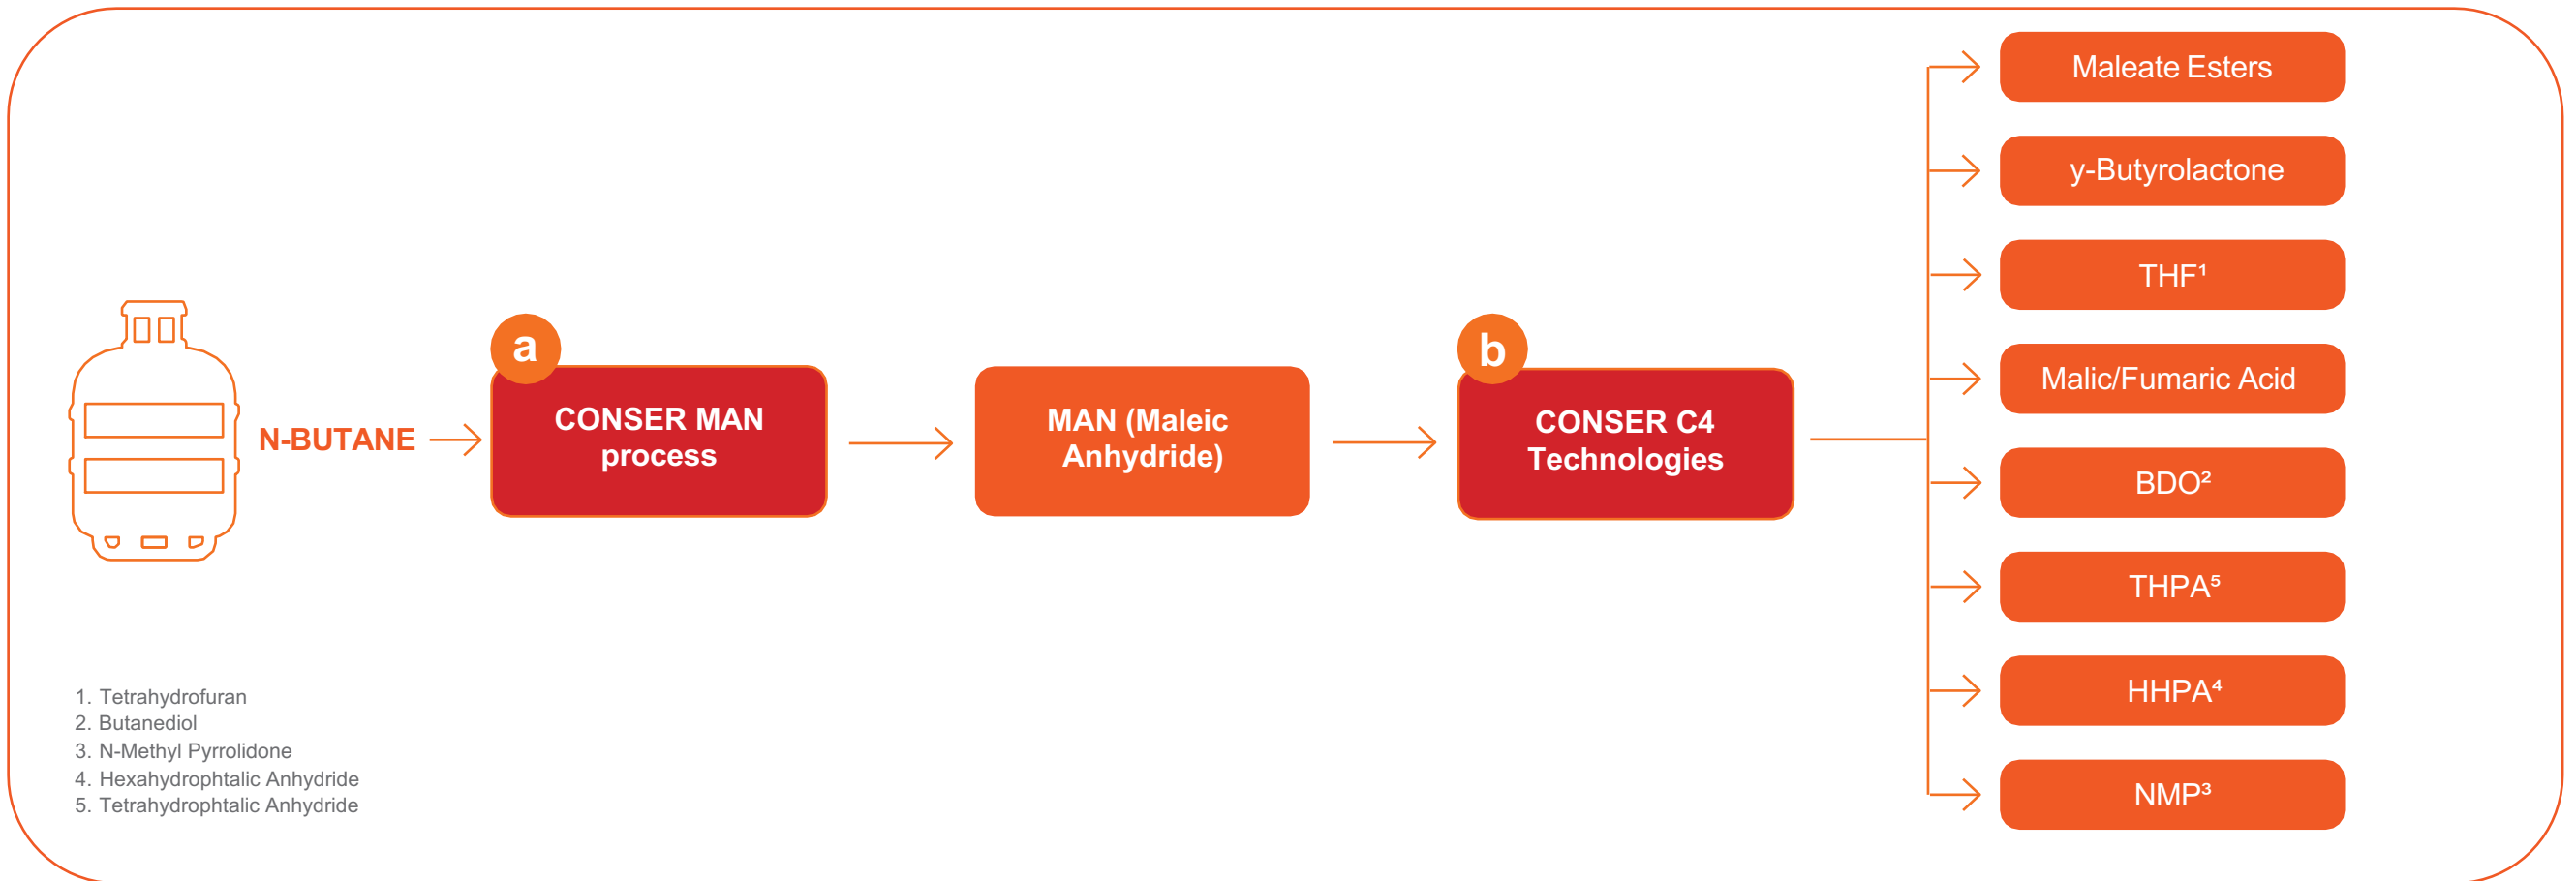 a
b
N-BUTANE
CONSER MAN
process
MAN (Maleic
Anhydride)
CONSER C4
Technologies
Maleate Esters
y-Butyrolactone
THF¹
Malic/Fumaric Acid
BDO²
THPA⁵
HHPA⁴
NMP³
1. Tetrahydrofuran
2. Butanediol
3. N-Methyl Pyrrolidone
4. Hexahydrophtalic Anhydride
5. Tetrahydrophtalic Anhydride